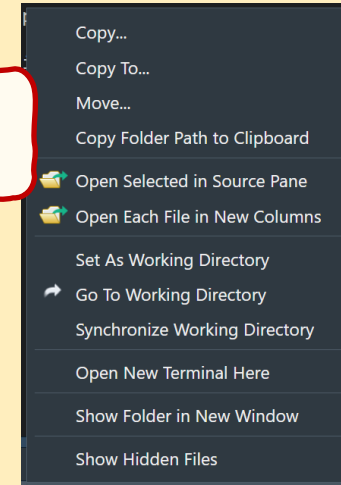 Copy...
Copy To...
Move...
Copy Folder Path to Clipboard
Open Selected in Source Pane
Open Each File in New Columns
Set As Working Directory
Go To Working Directory
Synchronize Working Directory
Open New Terminal Here
Show Folder in New Window
Show Hidden Files